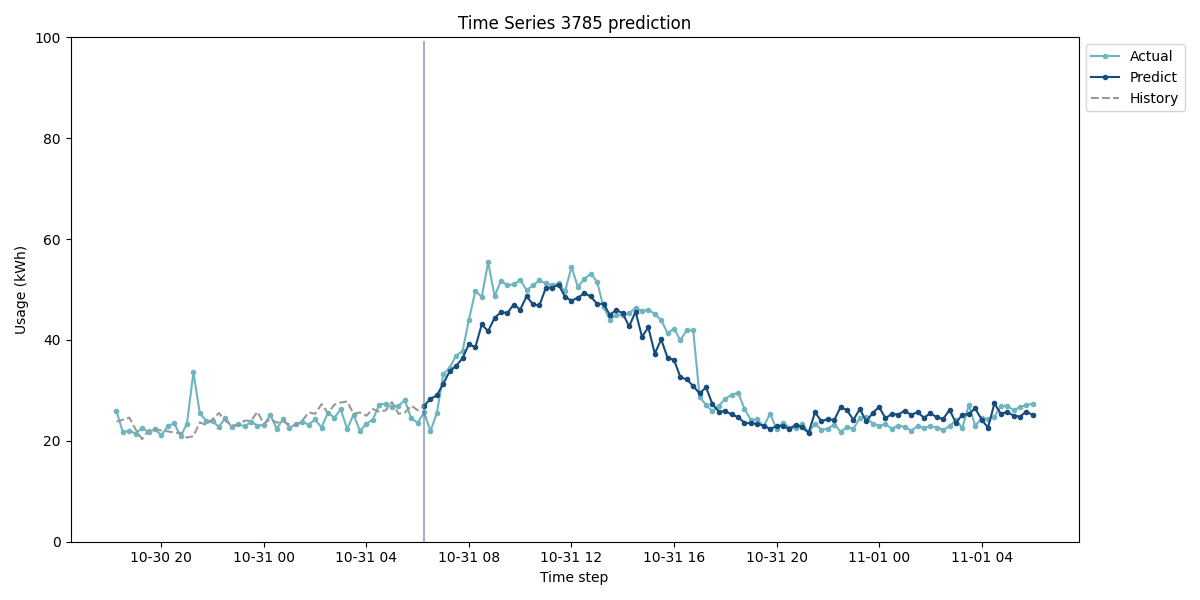 Time Series 3785 prediction
100
80
60
40
20
0
Usage (kWh)
10-30 20
10-31 00
10-31 04
10-31 08
10-31 12
10-31 16
10-31 20
11-01 00
11-01 04
Time step
Actual
Predict
History